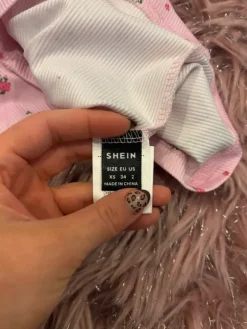 SHEIN
SIZE EU US
XS 34 2
MADE IN CHINA